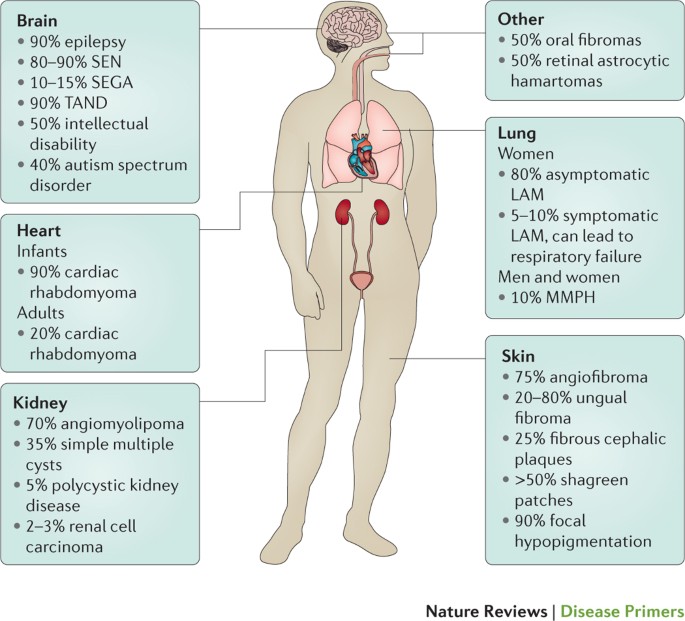 Brain
• 90% epilepsy
• 80–90% SEN
• 10–15% SEGA
• 90% TAND
• 50% intellectual
disability
• 40% autism spectrum
disorder
Heart
Infants
• 90% cardiac
rhabdomyoma
Adults
• 20% cardiac
rhabdomyoma
Kidney
• 70% angiomyolipoma
• 35% simple multiple
cysts
• 5% polycystic kidney
disease
• 2–3% renal cell
carcinoma
Other
• 50% oral fibromas
• 50% retinal astrocytic
hamartomas
Lung
Women
• 80% asymptomatic
LAM
• 5–10% symptomatic
LAM, can lead to
respiratory failure
Men and women
• 10% MMPH
Skin
• 75% angiofibroma
• 20–80% ungual
fibroma
• 25% fibrous cephalic
plaques
• >50% shagreen
patches
• 90% focal
hypopigmentation
Nature Reviews | Disease Primers